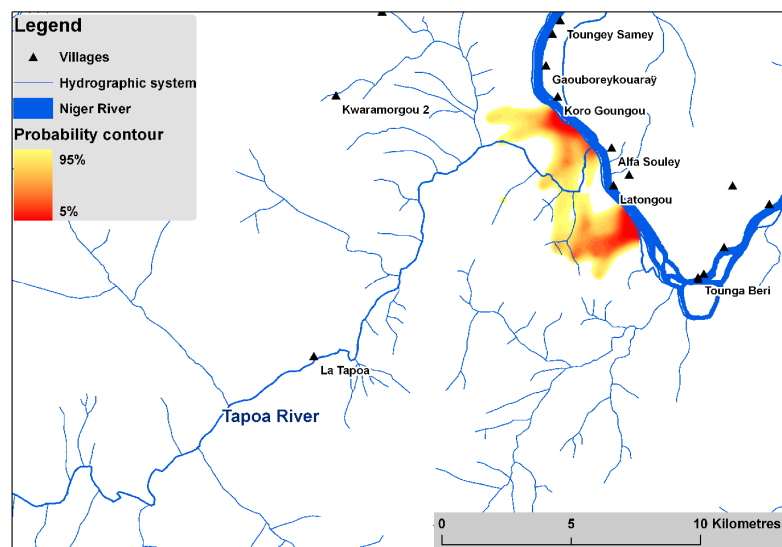 Legend
Villages
Hydrographic system
Niger River
Probability contour
95%
5%
Toungey Samey
Gaouboreykouaraÿ
Koro Goungou
Kwaramorgou 2
Alfa Souley
Latongou
Tounga Beri
La Tapoa
Tapoa River
0 5 10 Kilometres